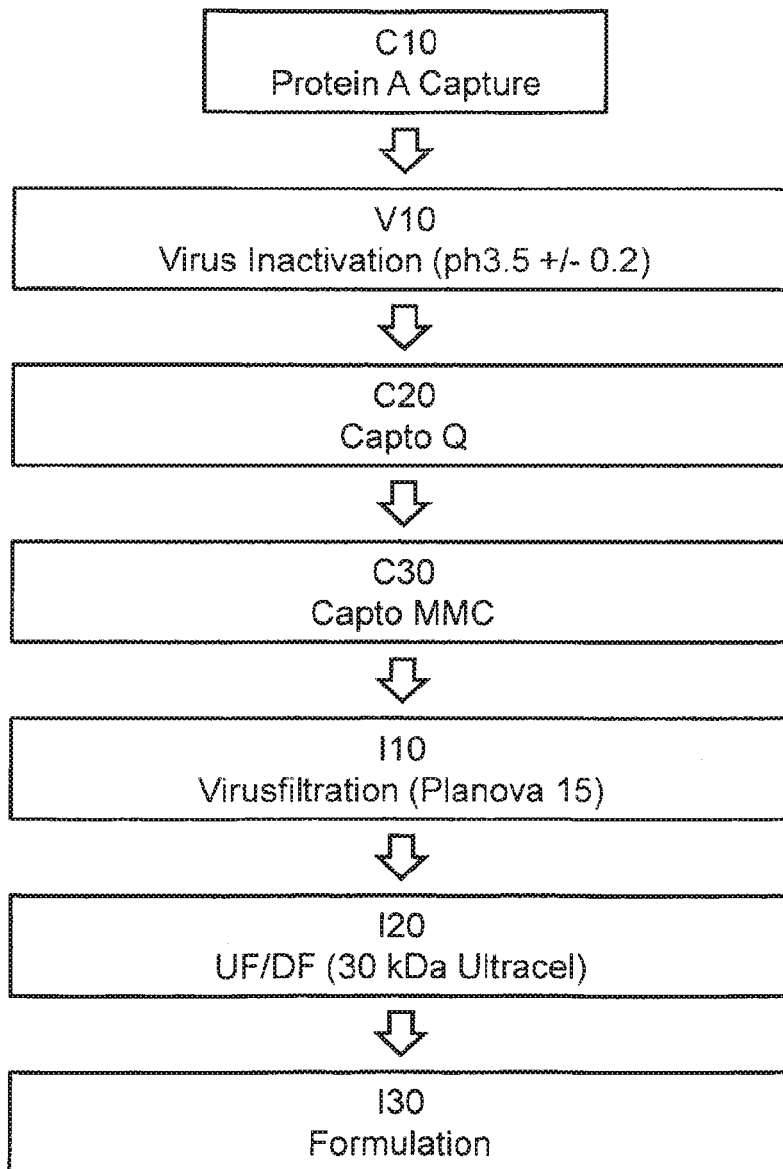 C10
Protein A Capture
V10
Virus Inactivation (ph3.5 +/- 0.2)
C20
Capto Q
C30
Capto MMC
I10
Virusfiltration (Planova 15)
I20
UF/DF (30 kDa Ultracel)
I30
Formulation